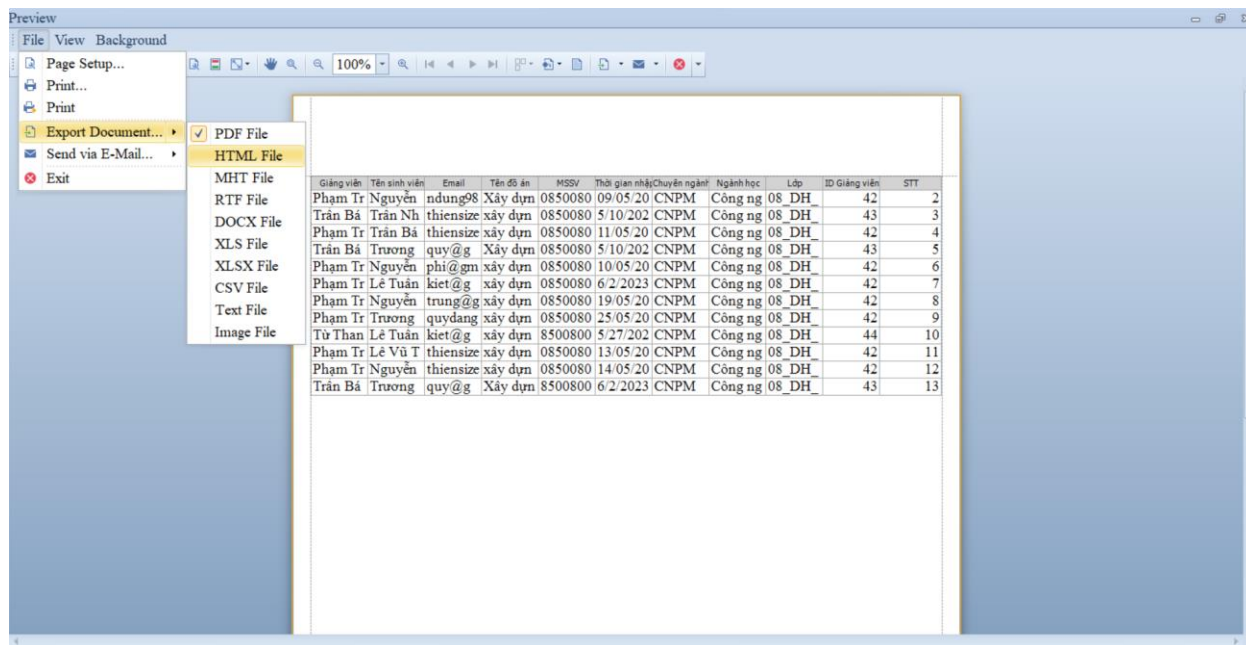 Preview
File View Background
Page Setup...
Print...
Print
Export Document...
Send via E-Mail...
Exit
100%
PDF File
HTML File
MHT File
RTF File
DOCX File
XLS File
XLSX File
CSV File
Text File
Image File
Giảng viên Tên sinh viên Email Tên đồ án MSSV Thời gian nhậ Chuyên ngành Ngành học Lớp ID Giảng viên STT
Phạm Tr Nguyễn ndung98 Xây dựn 0850080 09/05/20 CNPM Công ng 08_DH_ 42 2
Trần Bá Trần Nh thiensize xây dựn 0850080 5/10/202 CNPM Công ng 08_DH_ 43 3
Phạm Tr Trần Bá thiensize xây dựn 0850080 11/05/20 CNPM Công ng 08_DH_ 42 4
Trần Bá Trương quy@g Xây dựn 0850080 5/10/202 CNPM Công ng 08_DH_ 43 5
Phạm Tr Nguyễn phi@gm xây dựn 0850080 10/05/20 CNPM Công ng 08_DH_ 42 6
Phạm Tr Lê Tuấn kiet@g xây dựn 0850080 6/2/2023 CNPM Công ng 08_DH_ 42 7
Phạm Tr Nguyễn trung@g xây dựn 0850080 19/05/20 CNPM Công ng 08_DH_ 42 8
Phạm Tr Trương quydang xây dựn 0850080 25/05/20 CNPM Công ng 08_DH_ 42 9
Từ Than Lê Tuấn kiet@g xây dựn 8500800 5/27/202 CNPM Công ng 08_DH_ 44 10
Phạm Tr Lê Vũ T thiensize xây dựn 0850080 13/05/20 CNPM Công ng 08_DH_ 42 11
Phạm Tr Nguyễn thiensize xây dựn 0850080 14/05/20 CNPM Công ng 08_DH_ 42 12
Trần Bá Trương quy@g Xây dựn 8500800 6/2/2023 CNPM Công ng 08_DH_ 43 13